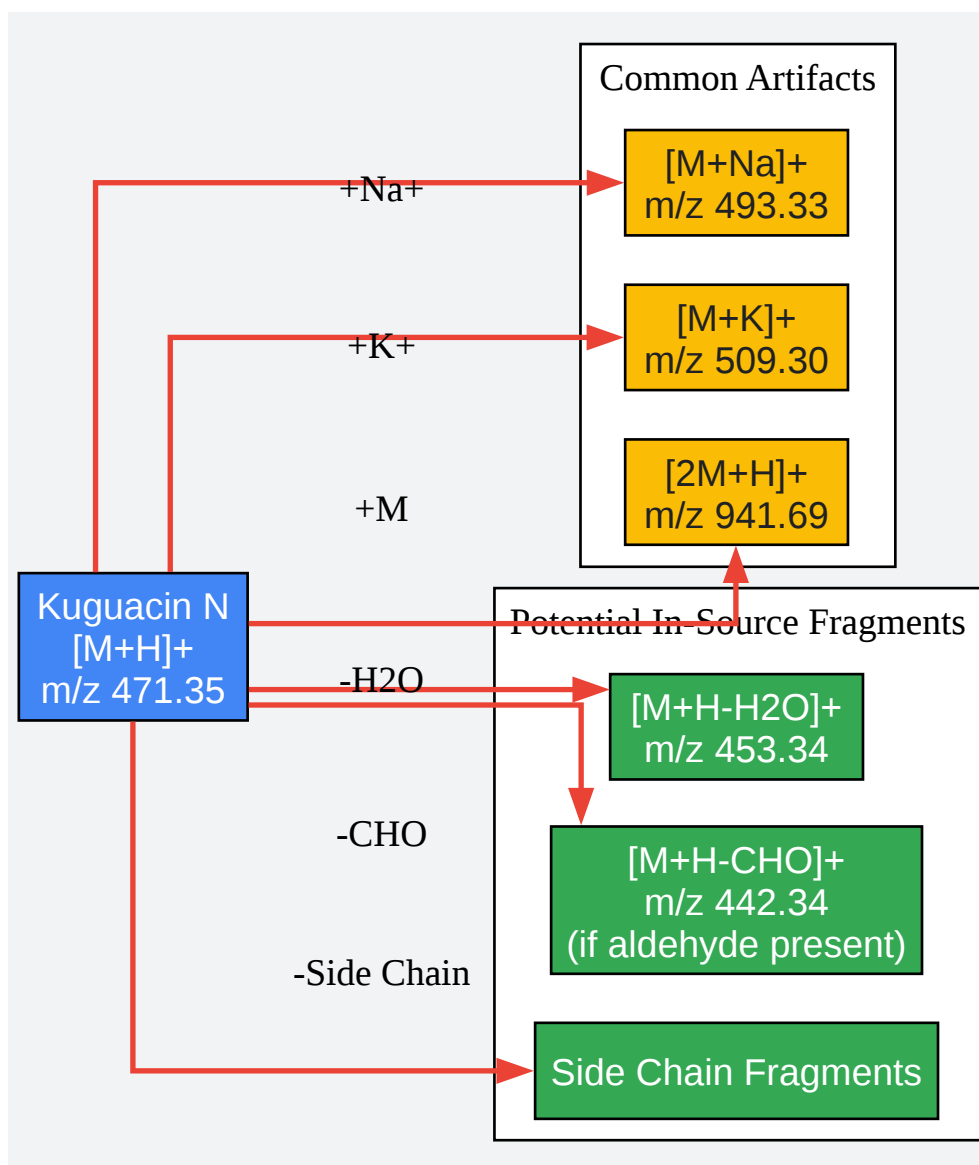 Common Artifacts
[M+Na]+
m/z 493.33
+Na+
[M+K]+
m/z 509.30
+K+
[2M+H]+
m/z 941.69
+M
Kuguacin N
[M+H]+
m/z 471.35
Potential In-Source Fragments
-H2O
[M+H-H2O]+
m/z 453.34
-CHO
[M+H-CHO]+
m/z 442.34
(if aldehyde present)
-Side Chain
Side Chain Fragments